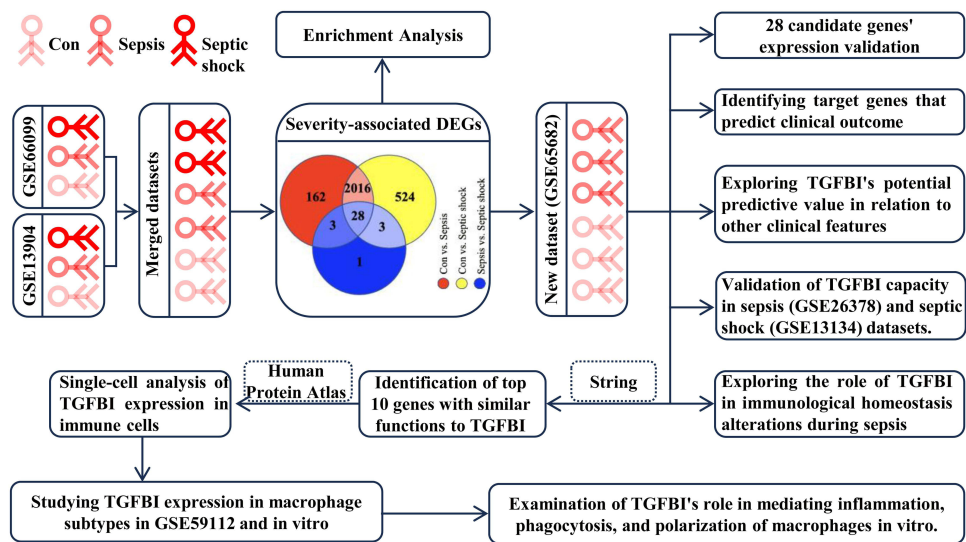 Con
Sepsis
Septic
shock
Enrichment Analysis
28 candidate genes'
expression validation
GSE66099
GSE13904
Merged datasets
Severity-associated DEGs
162
2016
524
3
28
3
1
Con vs. Sepsis
Con vs. Septic shock
Sepsis vs. Septic shock
New dataset (GSE65682)
Identifying target genes that
predict clinical outcome
Exploring TGFBI's potential
predictive value in relation to
other clinical features
Validation of TGFBI capacity
in sepsis (GSE26378) and septic
shock (GSE13134) datasets.
Exploring the role of TGFBI
in immunological homeostasis
alterations during sepsis
String
Identification of top
10 genes with similar
functions to TGFBI
Human
Protein Atlas
Single-cell analysis of
TGFBI expression in
immune cells
Studying TGFBI expression in macrophage
subtypes in GSE59112 and in vitro
Examination of TGFBI's role in mediating inflammation,
phagocytosis, and polarization of macrophages in vitro.